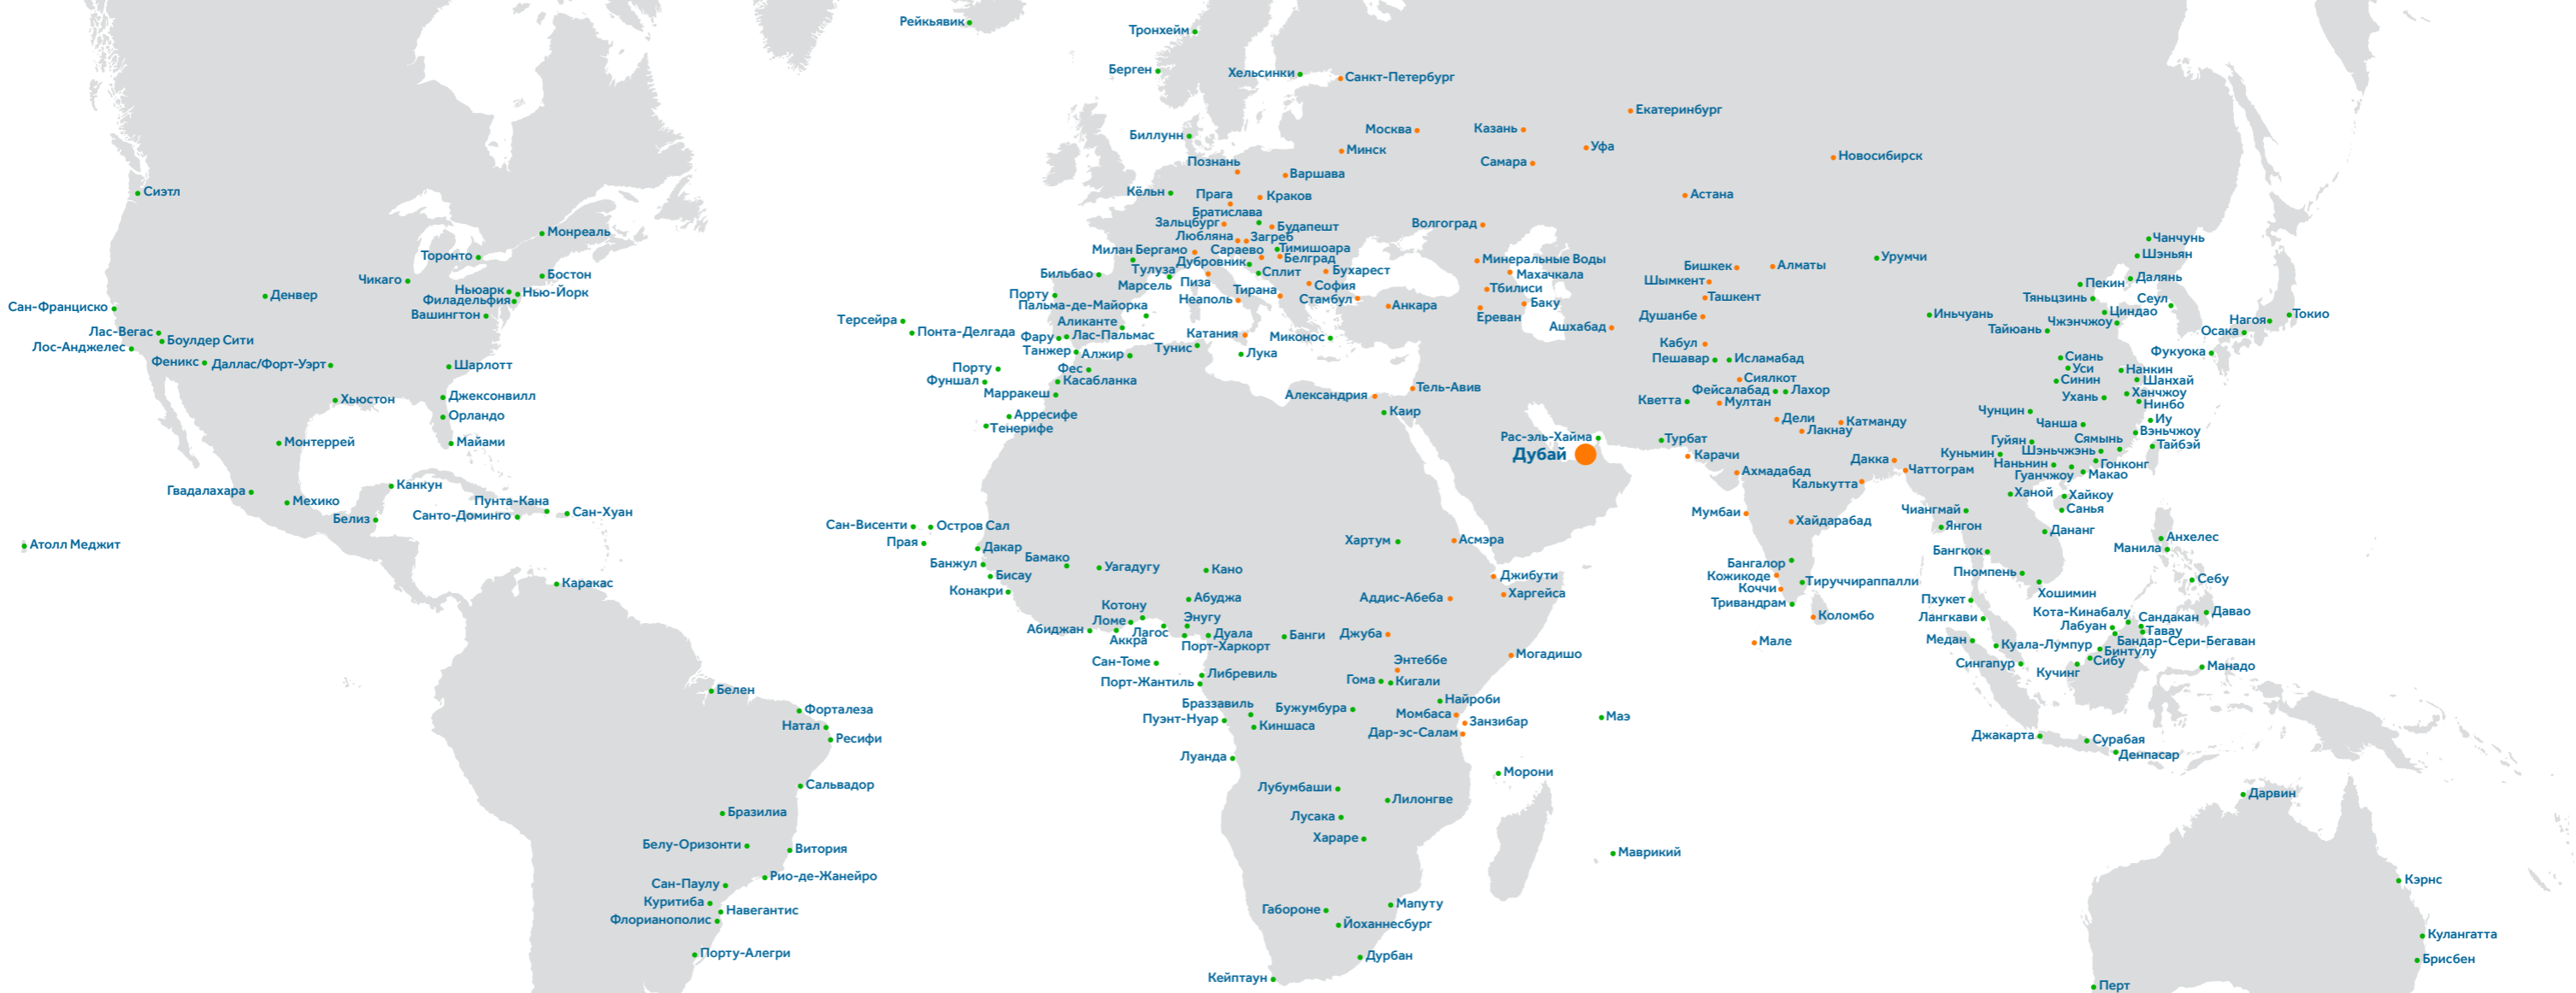 Рейкьявик
Тронхейм
Берген
Хельсинки
Санкт-Петербург
Екатеринбург
Биллунн
Москва
Казань
Минск
Уфа
Самара
Новосибирск
Познань
Варшава
Сиэтл
Кёльн
Прага
Краков
Астана
Братислава
Зальцбург
Будапешт
Волгоград
Монреаль
Любляна
Загреб
Чанчунь
Торонто
Милан Бергамо
Сараево
Тимишоара
Шэньян
Дубровник
Белград
Минеральные Воды
Урумчи
Бишкек
Алматы
Бостон
Чикаго
Бильбао
Тулуза
Сплит
Бухарест
Махачкала
Далянь
Шымкент
Пекин
Марсель
Пиза
София
Тбилиси
Ньюарк
Нью-Йорк
Денвер
Филадельфия
Порту
Тирана
Неаполь
Стамбул
Ташкент
Тяньцзинь
Сеул
Сан-Франциско
Пальма-де-Майорка
Анкара
Баку
Вашингтон
Ереван
Душанбе
Иньчуань
Циндао
Токио
Терсейра
Аликанте
Чжэнчжоу
Нагоя
Лас-Вегас
Понта-Делгада
Ашхабад
Тайюань
Осака
Боулдер Сити
Фару
Лас-Пальмас
Катания
Миконос
Лос-Анджелес
Танжер
Алжир
Тунис
Лука
Кабул
Фукуока
Феникс
Даллас/Форт-Уэрт
Шарлотт
Порту
Фес
Пешавар
Исламабад
Сиань
Уси
Нанкин
Фуншал
Касабланка
Сиялкот
Синин
Шанхай
Марракеш
Александрия
Тель-Авив
Фейсалабад
Лахор
Ханчжоу
Хьюстон
Джексонвилл
Кветта
Мултан
Ухань
Нинбо
Орландо
Арресифе
Каир
Чунцин
Тенерифе
Дели
Катманду
Иу
Лакнау
Чанша
Вэньчжоу
Монтеррей
Майами
Рас-эль-Хайма
Турбат
Гуйян
Сямынь
Тайбэй
Дубай
Карачи
Куньмин
Шэньчжэнь
Дакка
Наньнин
Гонконг
Ахмадабад
Чаттограм
Гуанчжоу
Макао
Канкун
Калькутта
Гвадалахара
Ханой
Хайкоу
Мехико
Пунта-Кана
Санья
Белиз
Санто-Доминго
Сан-Хуан
Мумбаи
Чиангмай
Сан-Висенти
Остров Сал
Хайдарабад
Янгон
Дананг
Атолл Меджит
Прая
Дакар
Хартум
Асмэра
Анхелес
Манила
Бамако
Бангкок
Банжул
Уагадугу
Кано
Бангалор
Бисау
Джибути
Кожикоде
Пномпень
Себу
Каракас
Конакри
Тируччираппалли
Коччи
Харгейса
Хошимин
Абуджа
Аддис-Абеба
Тривандрам
Пхукет
Котону
Кота-Кинабалу
Давао
Ломе
Энугу
Коломбо
Лангкави
Сандакан
Абиджан
Лагос
Дуала
Банги
Джуба
Лабуан
Тавау
Аккра
Порт-Харкорт
Мале
Медан
Куала-Лумпур
Бандар-Сери-Бегаван
Бинтулу
Сан-Томе
Энтеббе
Могадишо
Сингапур
Сибу
Манадо
Кучинг
Либревиль
Порт-Жантиль
Гома
Кигали
Белен
Найроби
Браззавиль
Бужумбура
Форталеза
Момбаса
Маэ
Пуэнт-Нуар
Занзибар
Натал
Киншаса
Дар-эс-Салам
Ресифи
Джакарта
Сурабая
Денпасар
Луанда
Морони
Сальвадор
Лубумбаши
Лилонгве
Дарвин
Бразилиа
Лусака
Хараре
Белу-Оризонти
Витория
Маврикий
Рио-де-Жанейро
Кэрнс
Сан-Паулу
Куритиба
Навегантис
Габороне
Мапуту
Флорианополис
Йоханнесбург
Кулангатта
Порту-Алегри
Дурбан
Брисбен
Кейптаун
Перт